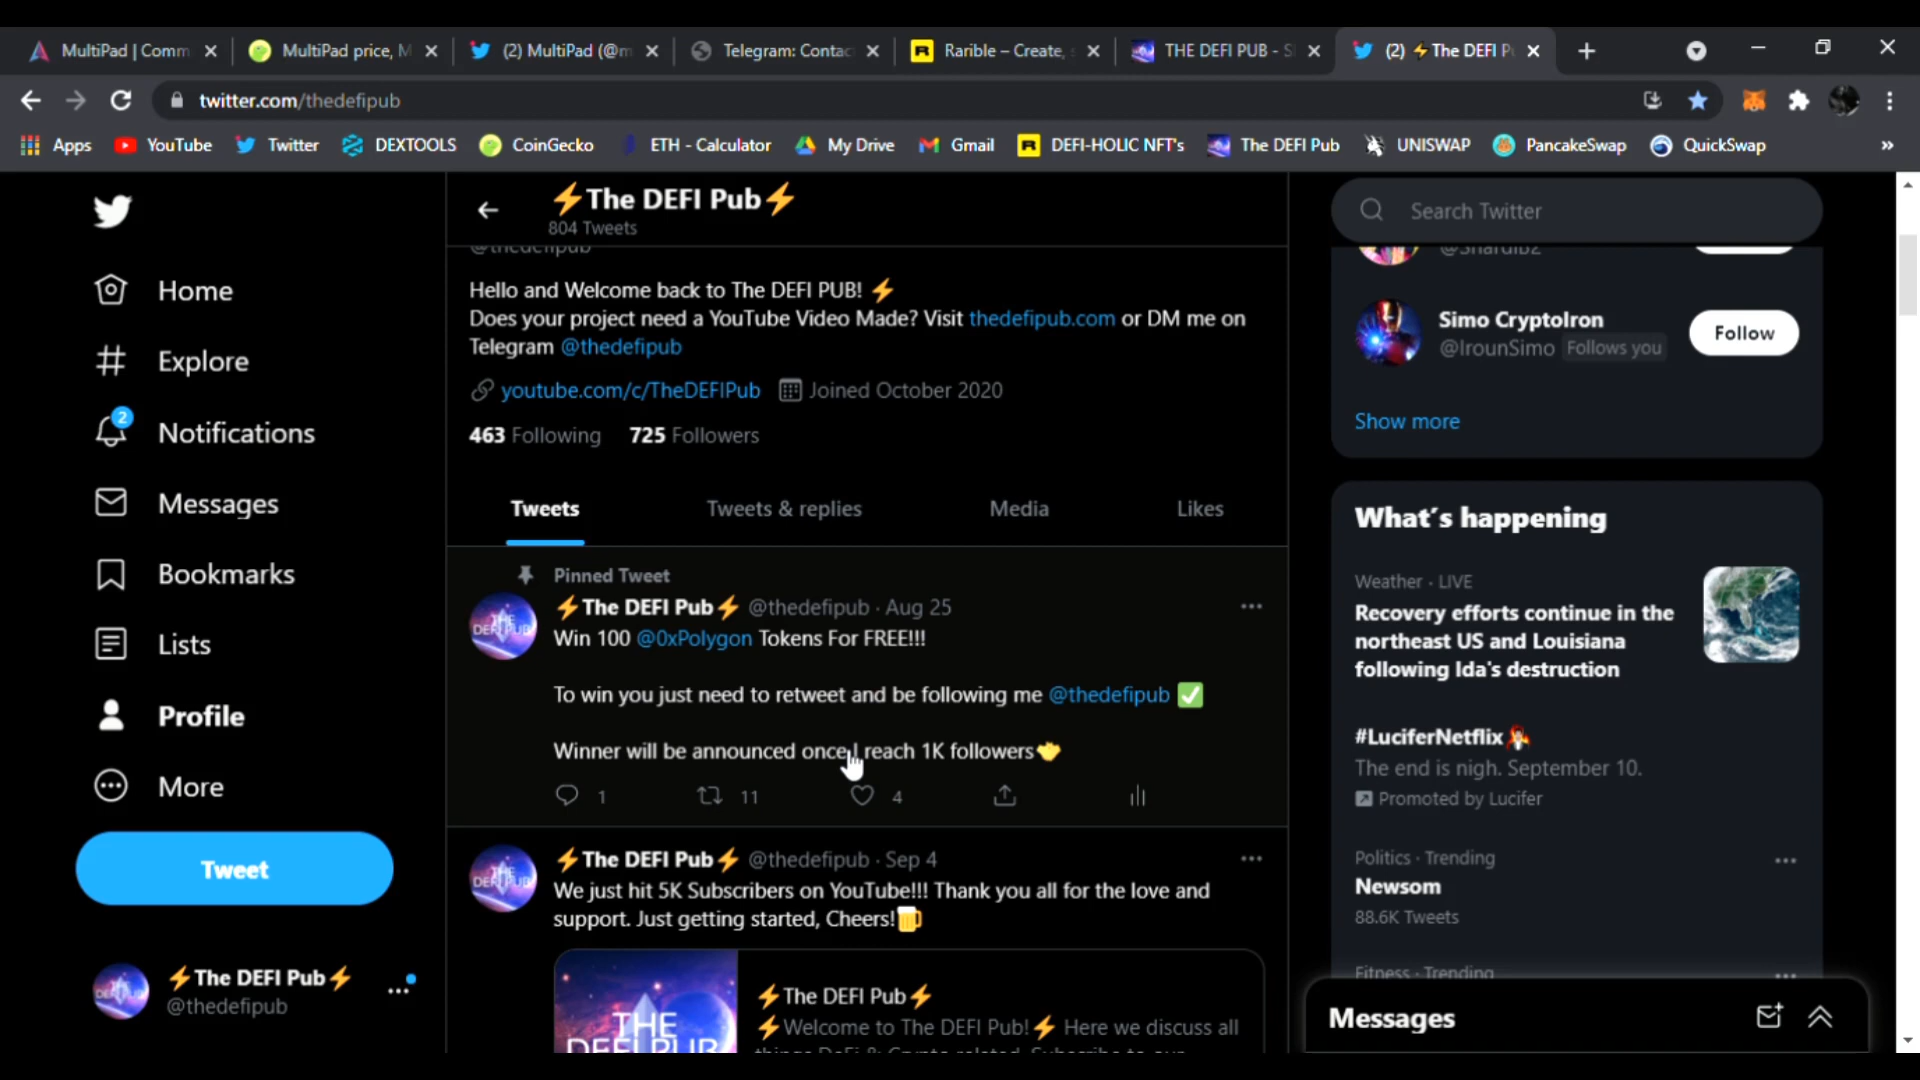 MultiPad | Comm
MultiPad price, M
(2) MultiPad (@m
Telegram: Contac
Rarible – Create,
THE DEFI PUB - S
(2) ⚡The DEFI P
twitter.com/thedefipub
Apps
YouTube
Twitter
DEXTOOLS
CoinGecko
ETH - Calculator
My Drive
Gmail
DEFI-HOLIC NFT's
The DEFI Pub
UNISWAP
PancakeSwap
QuickSwap
Home
Explore
2
Notifications
Messages
Bookmarks
Lists
Profile
More
Tweet
⚡The DEFI Pub⚡
@thedefipub
⚡The DEFI Pub⚡
804 Tweets
@thedefipub
Hello and Welcome back to The DEFI PUB! ⚡
Does your project need a YouTube Video Made? Visit thedefipub.com or DM me on
Telegram @thedefipub
youtube.com/c/TheDEFIPub Joined October 2020
463 Following 725 Followers
Tweets
Tweets & replies
Media
Likes
Pinned Tweet
⚡The DEFI Pub⚡ @thedefipub · Aug 25
Win 100 @0xPolygon Tokens For FREE!!!
To win you just need to retweet and be following me @thedefipub ✅
Winner will be announced once I reach 1K followers
1
11
4
⚡The DEFI Pub⚡ @thedefipub · Sep 4
We just hit 5K Subscribers on YouTube!!! Thank you all for the love and
support. Just getting started, Cheers!🍺
THE
DEFI PUB
⚡The DEFI Pub⚡
⚡Welcome to The DEFI Pub!⚡ Here we discuss all
things DeFi & Crypto related. Subscribe to our
Search Twitter
@ShardiB2
Simo CryptoIron
@IrounSimo Follows you
Follow
Show more
What's happening
Weather · LIVE
Recovery efforts continue in the
northeast US and Louisiana
following Ida's destruction
#LuciferNetflix
The end is nigh. September 10.
Promoted by Lucifer
Politics · Trending
Newsom
88.6K Tweets
Fitness · Trending
Messages